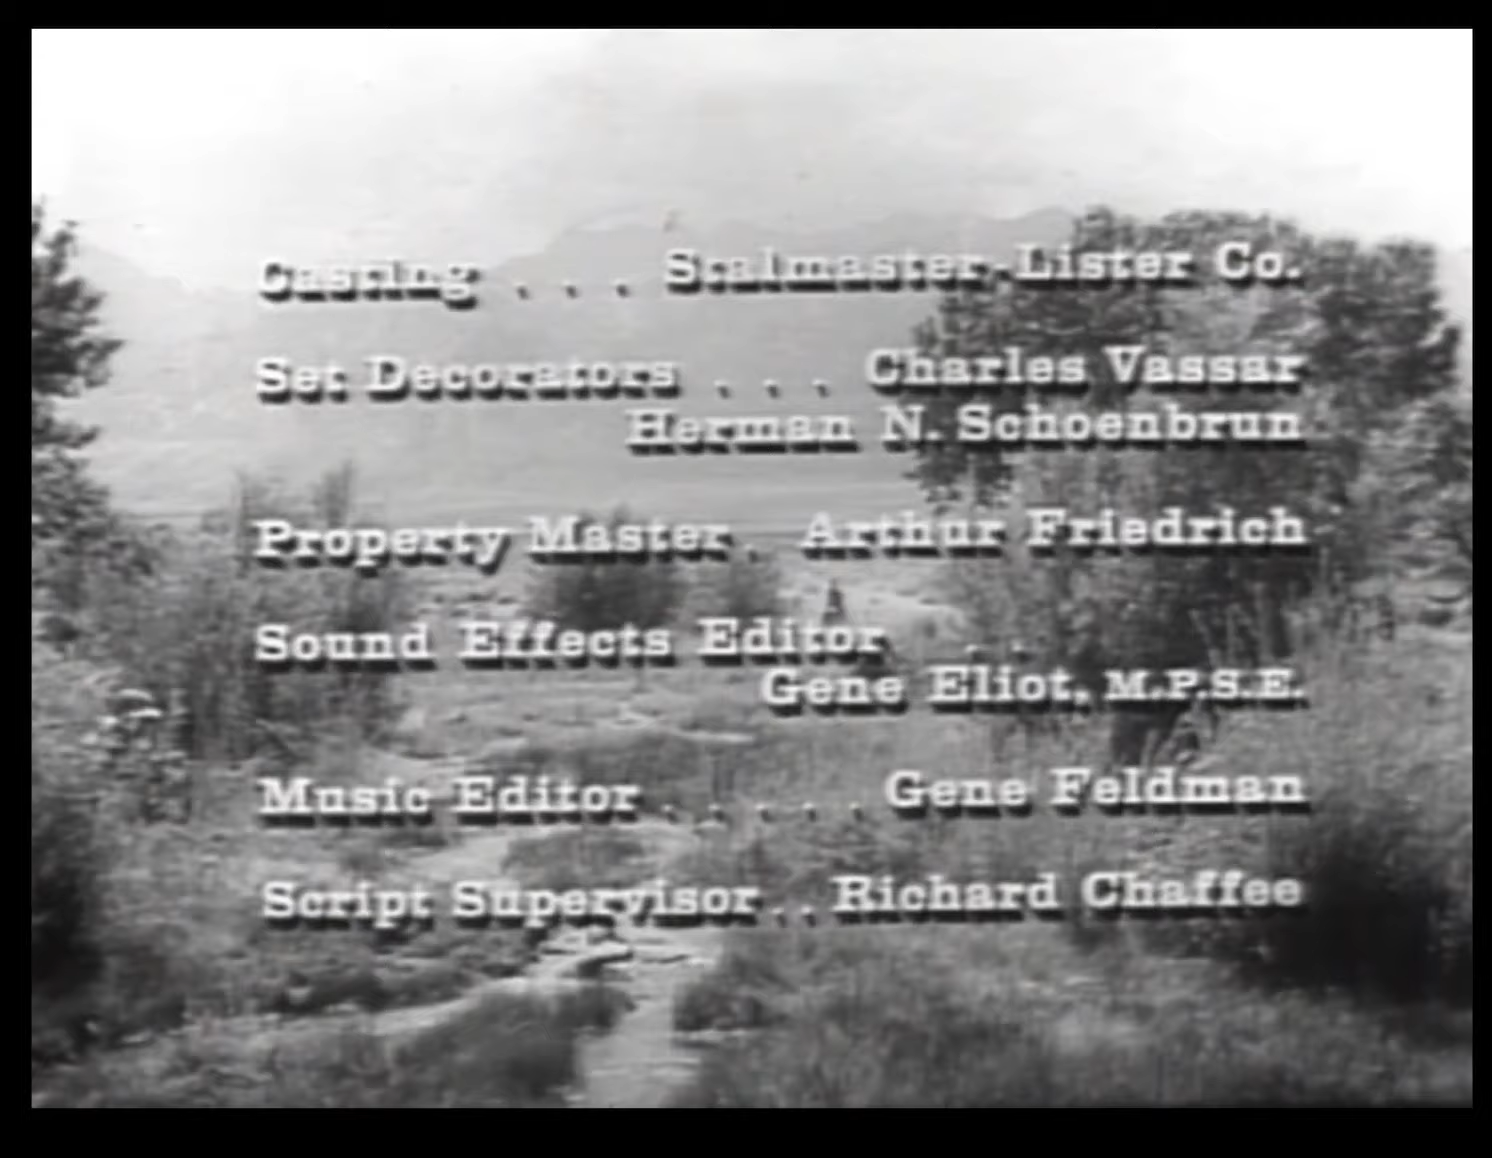 Casting . . . Stalmaster-Lister Co.
Set Decorators . . . Charles Vassar
Herman N. Schoenbrun
Property Master . Arthur Friedrich
Sound Effects Editor . .
Gene Eliot, M.P.S.E.
Music Editor . . . . . Gene Feldman
Script Supervisor . . Richard Chaffee